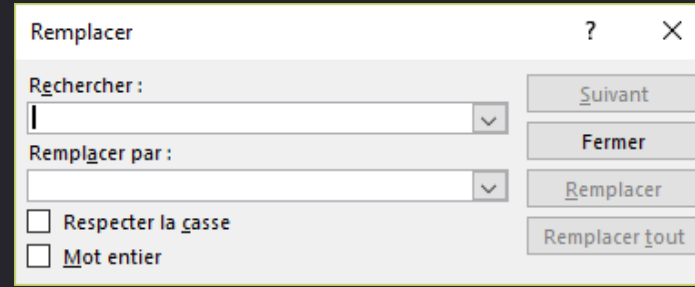 Remplacer ?
Rechercher :
Suivant
Fermer
Remplacer par :
Remplacer
Respecter la casse
Remplacer tout
Mot entier